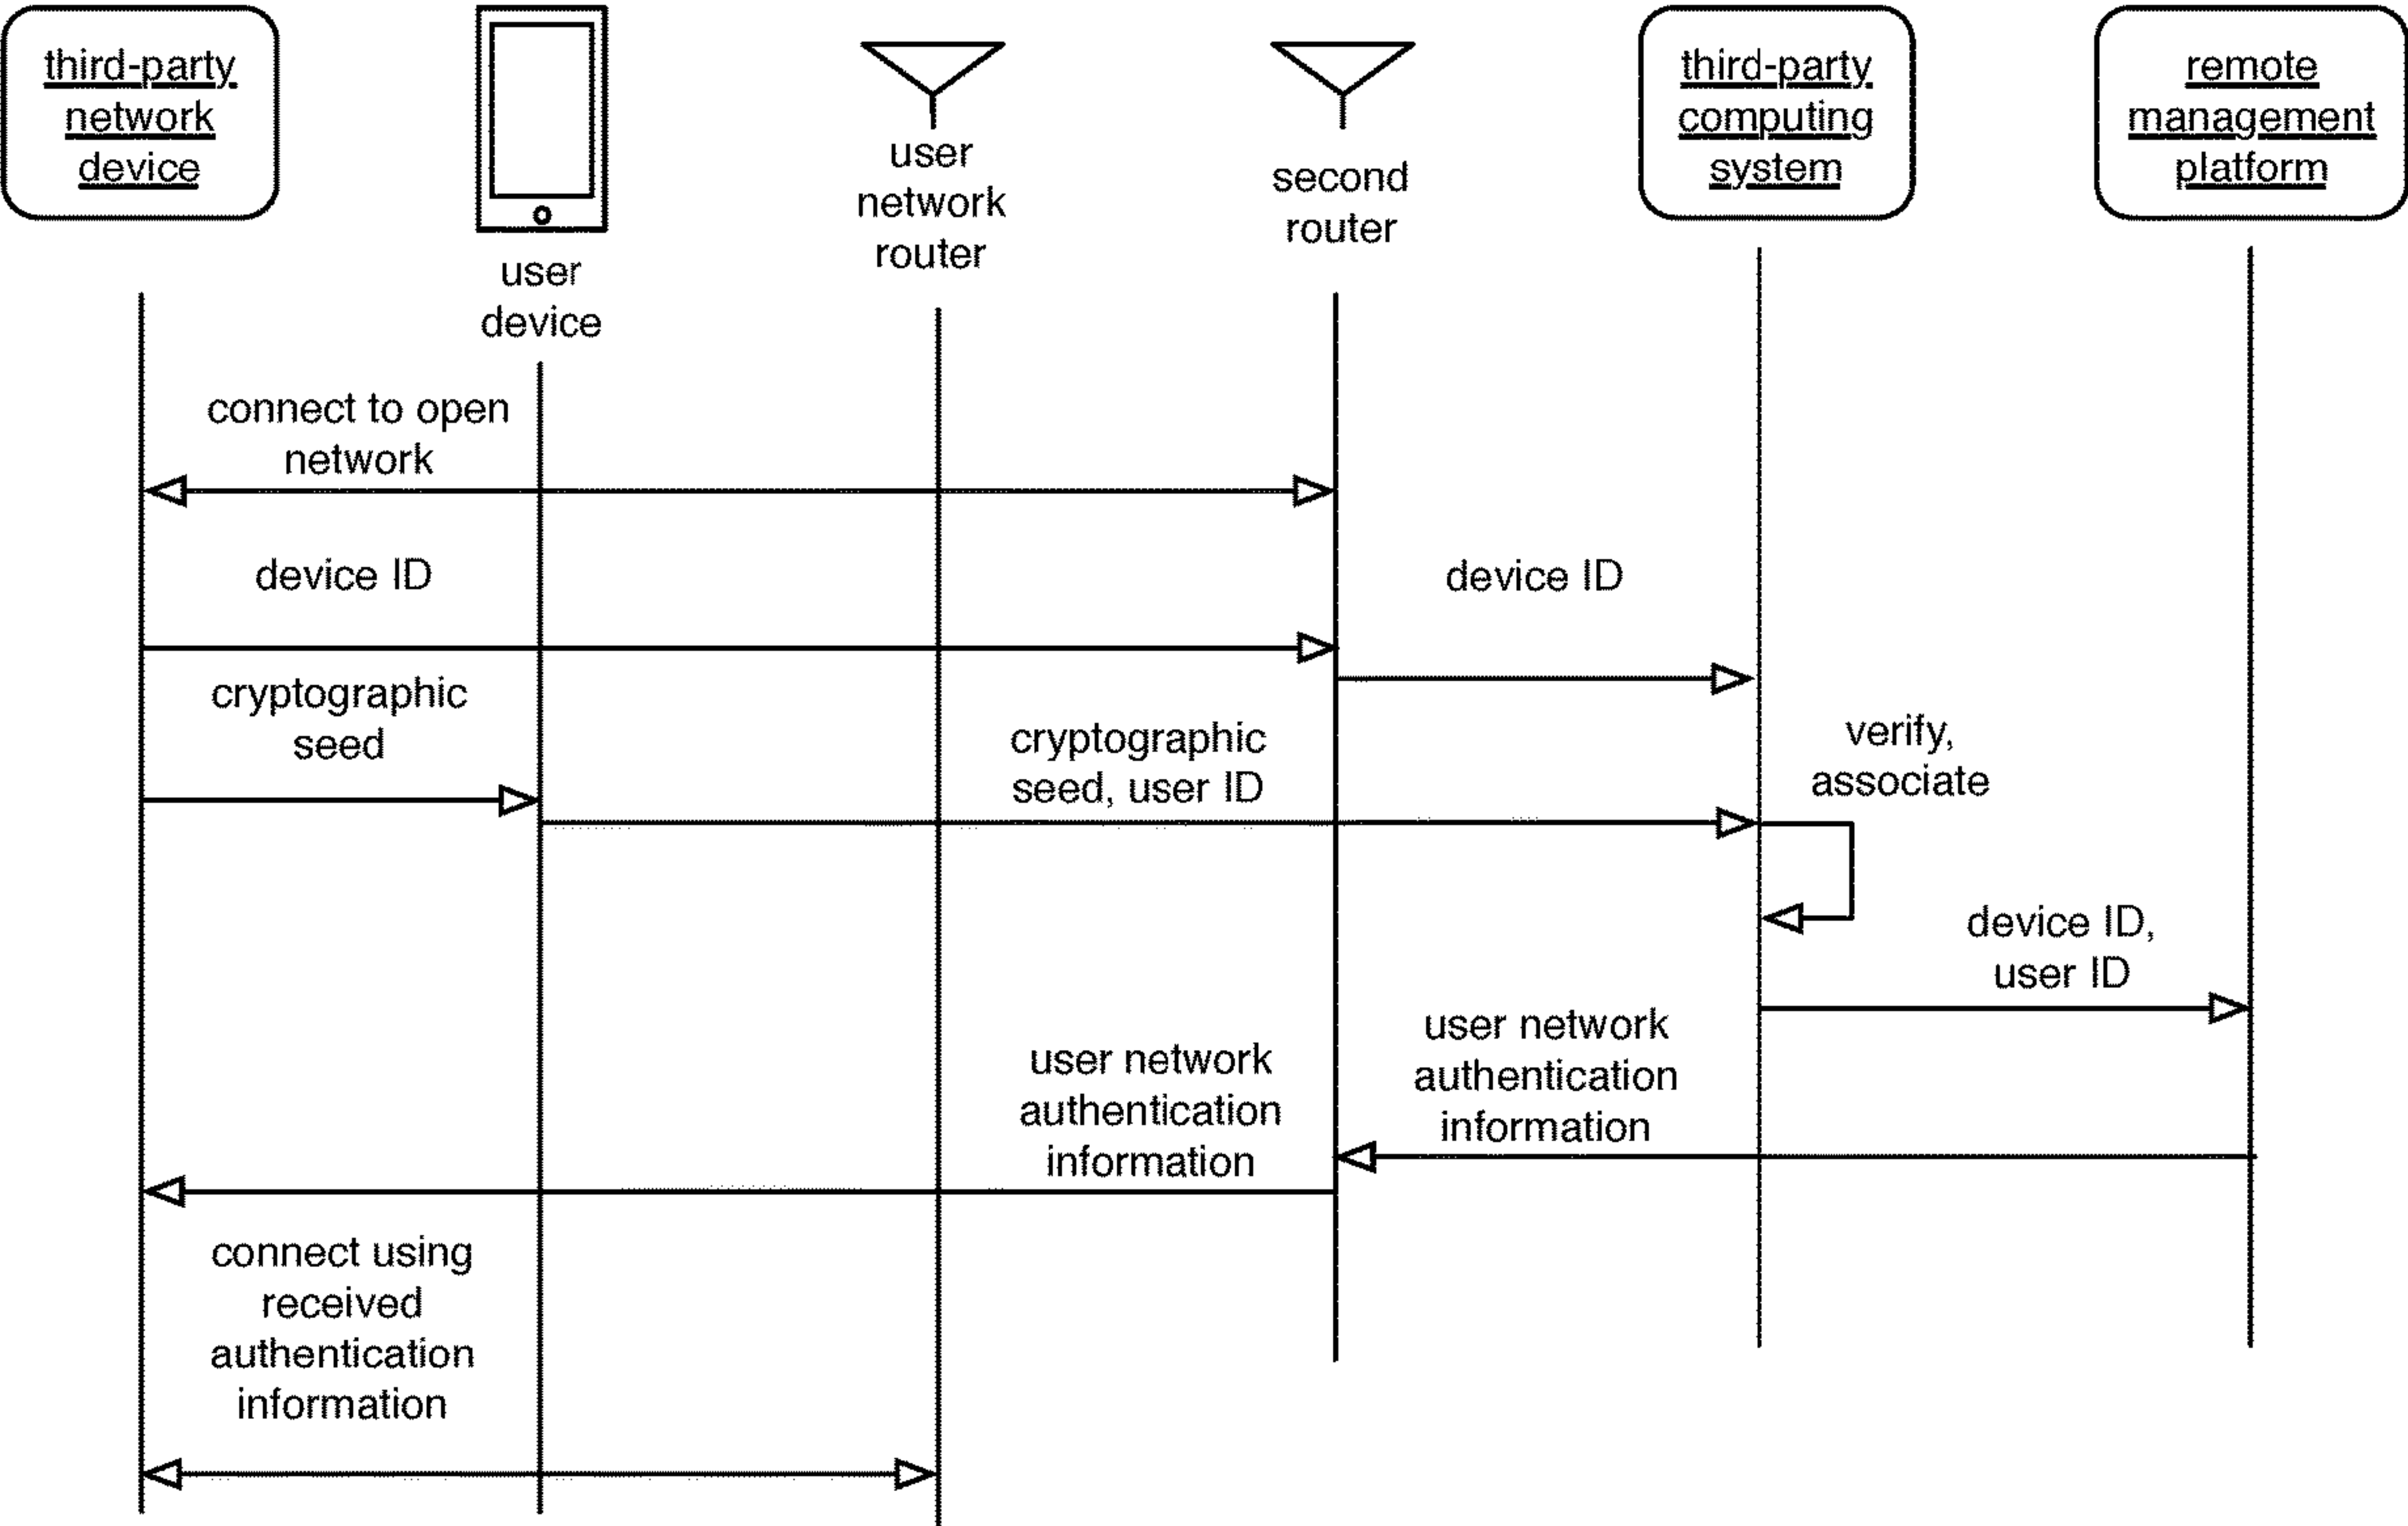 third-party
network
device
user
device
user
network
router
second
router
third-party
computing
system
remote
management
platform
connect to open
network
device ID
device ID
cryptographic
seed
cryptographic
seed, user ID
verify,
associate
device ID,
user ID
user network
authentication
information
user network
authentication
information
connect using
received
authentication
information